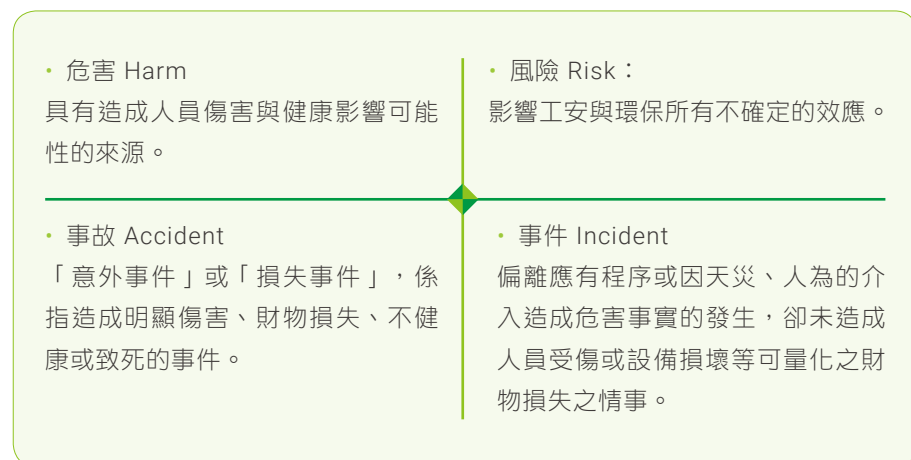 • 危害 Harm
具有造成人員傷害與健康影響可能
性的來源。
• 風險 Risk：
影響工安與環保所有不確定的效應。
• 事故 Accident
「意外事件」或「損失事件」，係
指造成明顯傷害、財物損失、不健
康或致死的事件。
• 事件 Incident
偏離應有程序或因天災、人為的介
入造成危害事實的發生，卻未造成
人員受傷或設備損壞等可量化之財
物損失之情事。